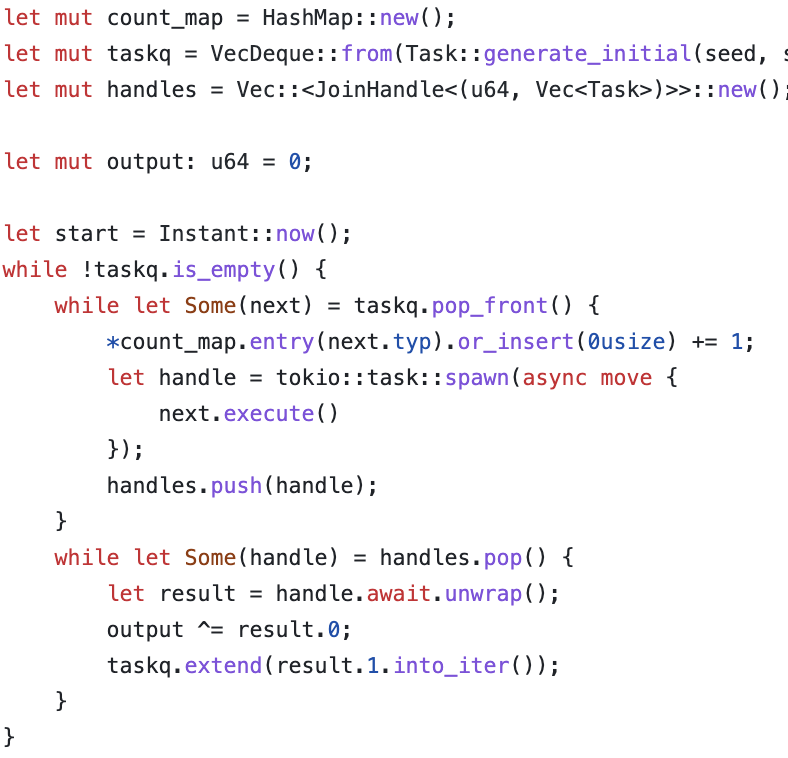 let mut count_map = HashMap::new();
let mut taskq = VecDeque::from(Task::generate_initial(seed,
let mut handles = Vec::<JoinHandle<(u64, Vec<Task>)>>::new();
let mut output: u64 = 0;
let start = Instant::now();
while !taskq.is_empty() {
    while let Some(next) = taskq.pop_front() {
        *count_map.entry(next.typ).or_insert(0usize) += 1;
        let handle = tokio::task::spawn(async move {
            next.execute()
        });
        handles.push(handle);
    }
    while let Some(handle) = handles.pop() {
        let result = handle.await.unwrap();
        output ^= result.0;
        taskq.extend(result.1.into_iter());
    }
}